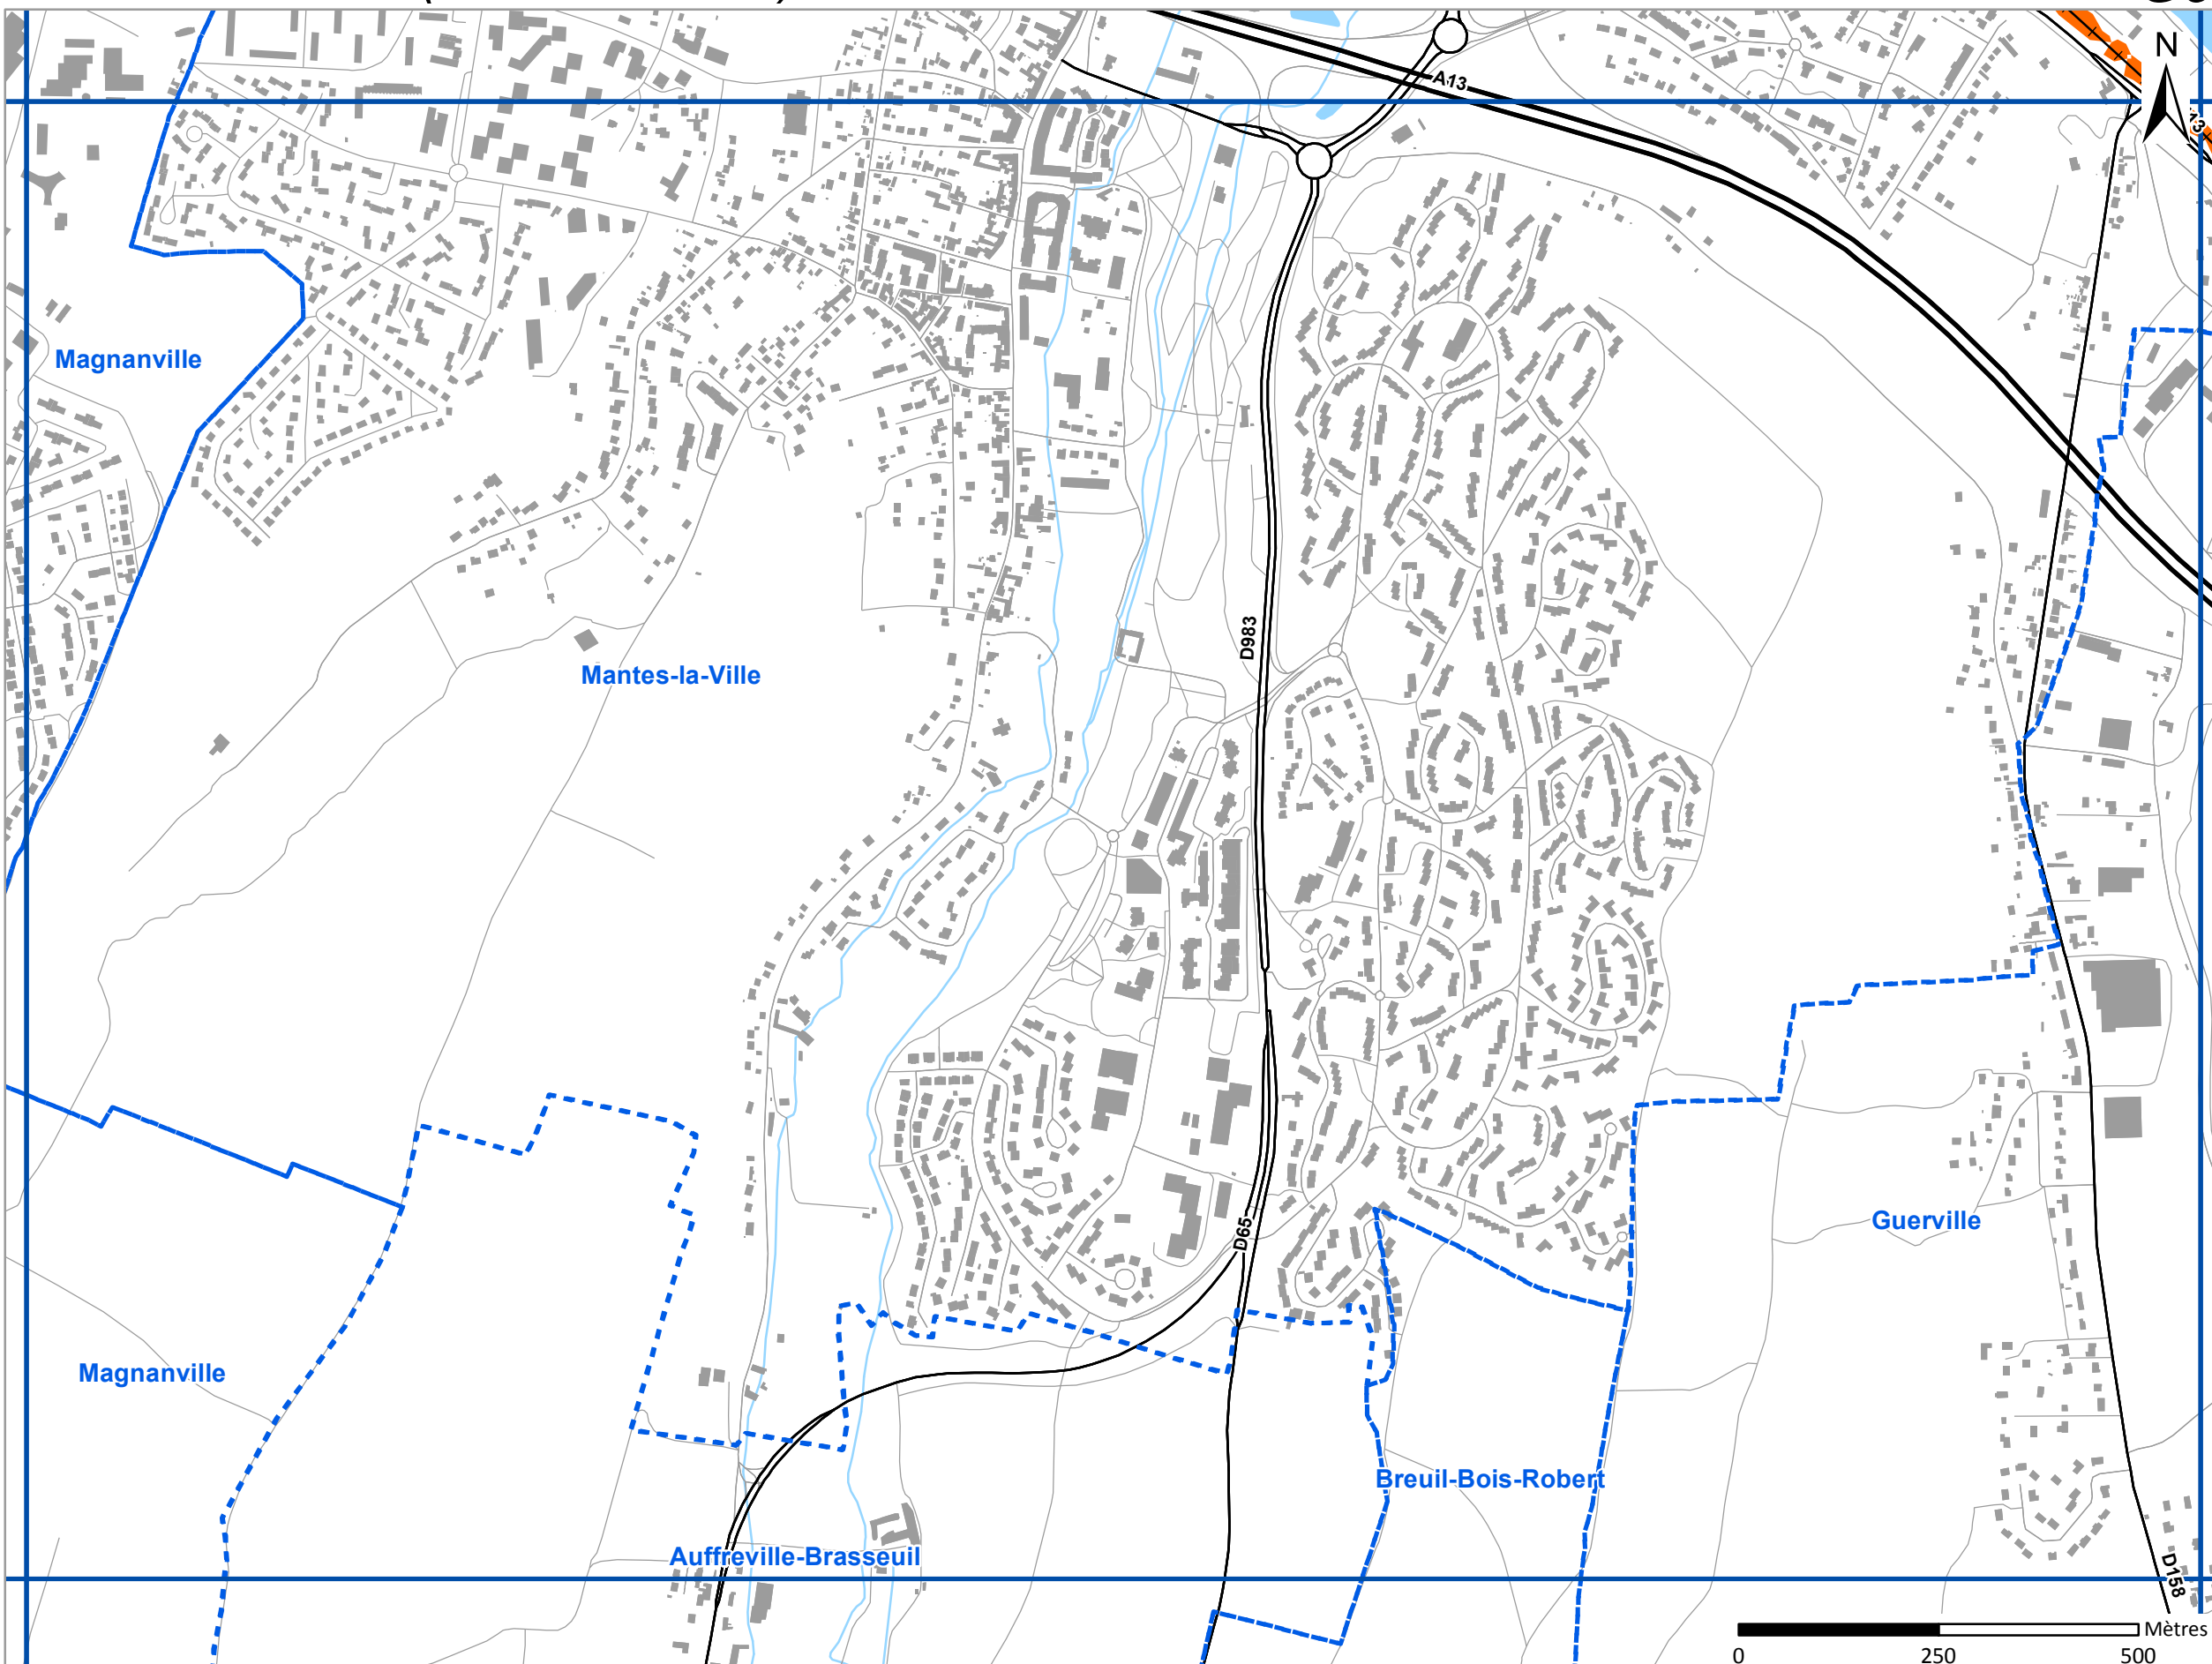 N
A13
Magnanville
D983
Mantes-la-Ville
Guerville
D65
Magnanville
Breuil-Bois-Robert
Auffreville-Brasseuil
D158
Mètres
0 250 500